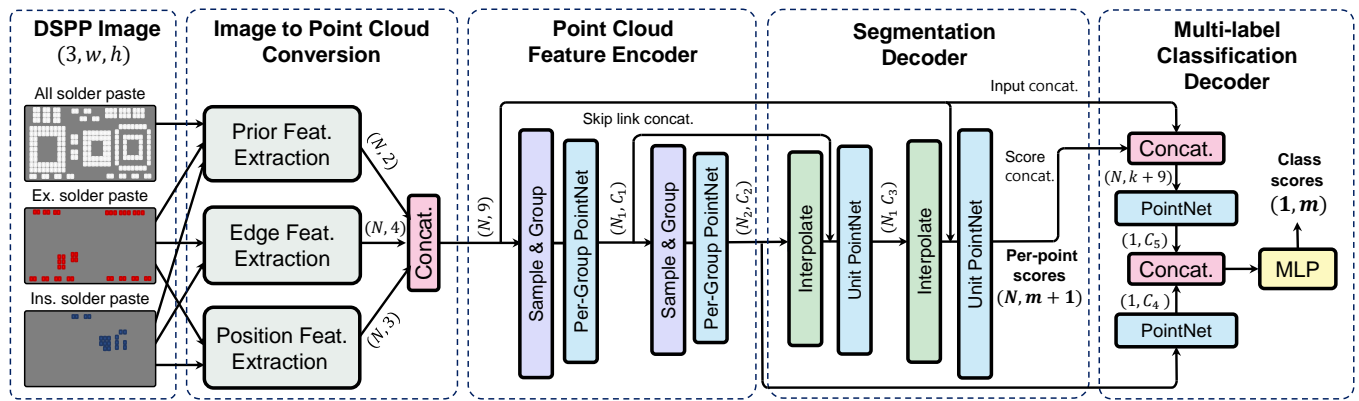 DSPP Image
(3, w, h)
All solder paste
Ex. solder paste
Ins. solder paste
Image to Point Cloud
Conversion
Prior Feat.
Extraction
Edge Feat.
Extraction
Position Feat.
Extraction
(N, 2)
(N, 4)
(N, 3)
Concat.
Point Cloud
Feature Encoder
(N, 9)
Skip link concat.
Sample & Group
Per-Group PointNet
(N₁, C₁)
Sample & Group
Per-Group PointNet
(N₂, C₂)
Segmentation
Decoder
Interpolate
Unit PointNet
(N₁ C₃)
Interpolate
Unit PointNet
Input concat.
Score
concat.
Per-point
scores
(N, m + 1)
Multi-label
Classification
Decoder
Concat.
(N, k + 9)
PointNet
(1, C₅)
Concat.
(1, C₄)
PointNet
Class
scores
(1, m)
MLP